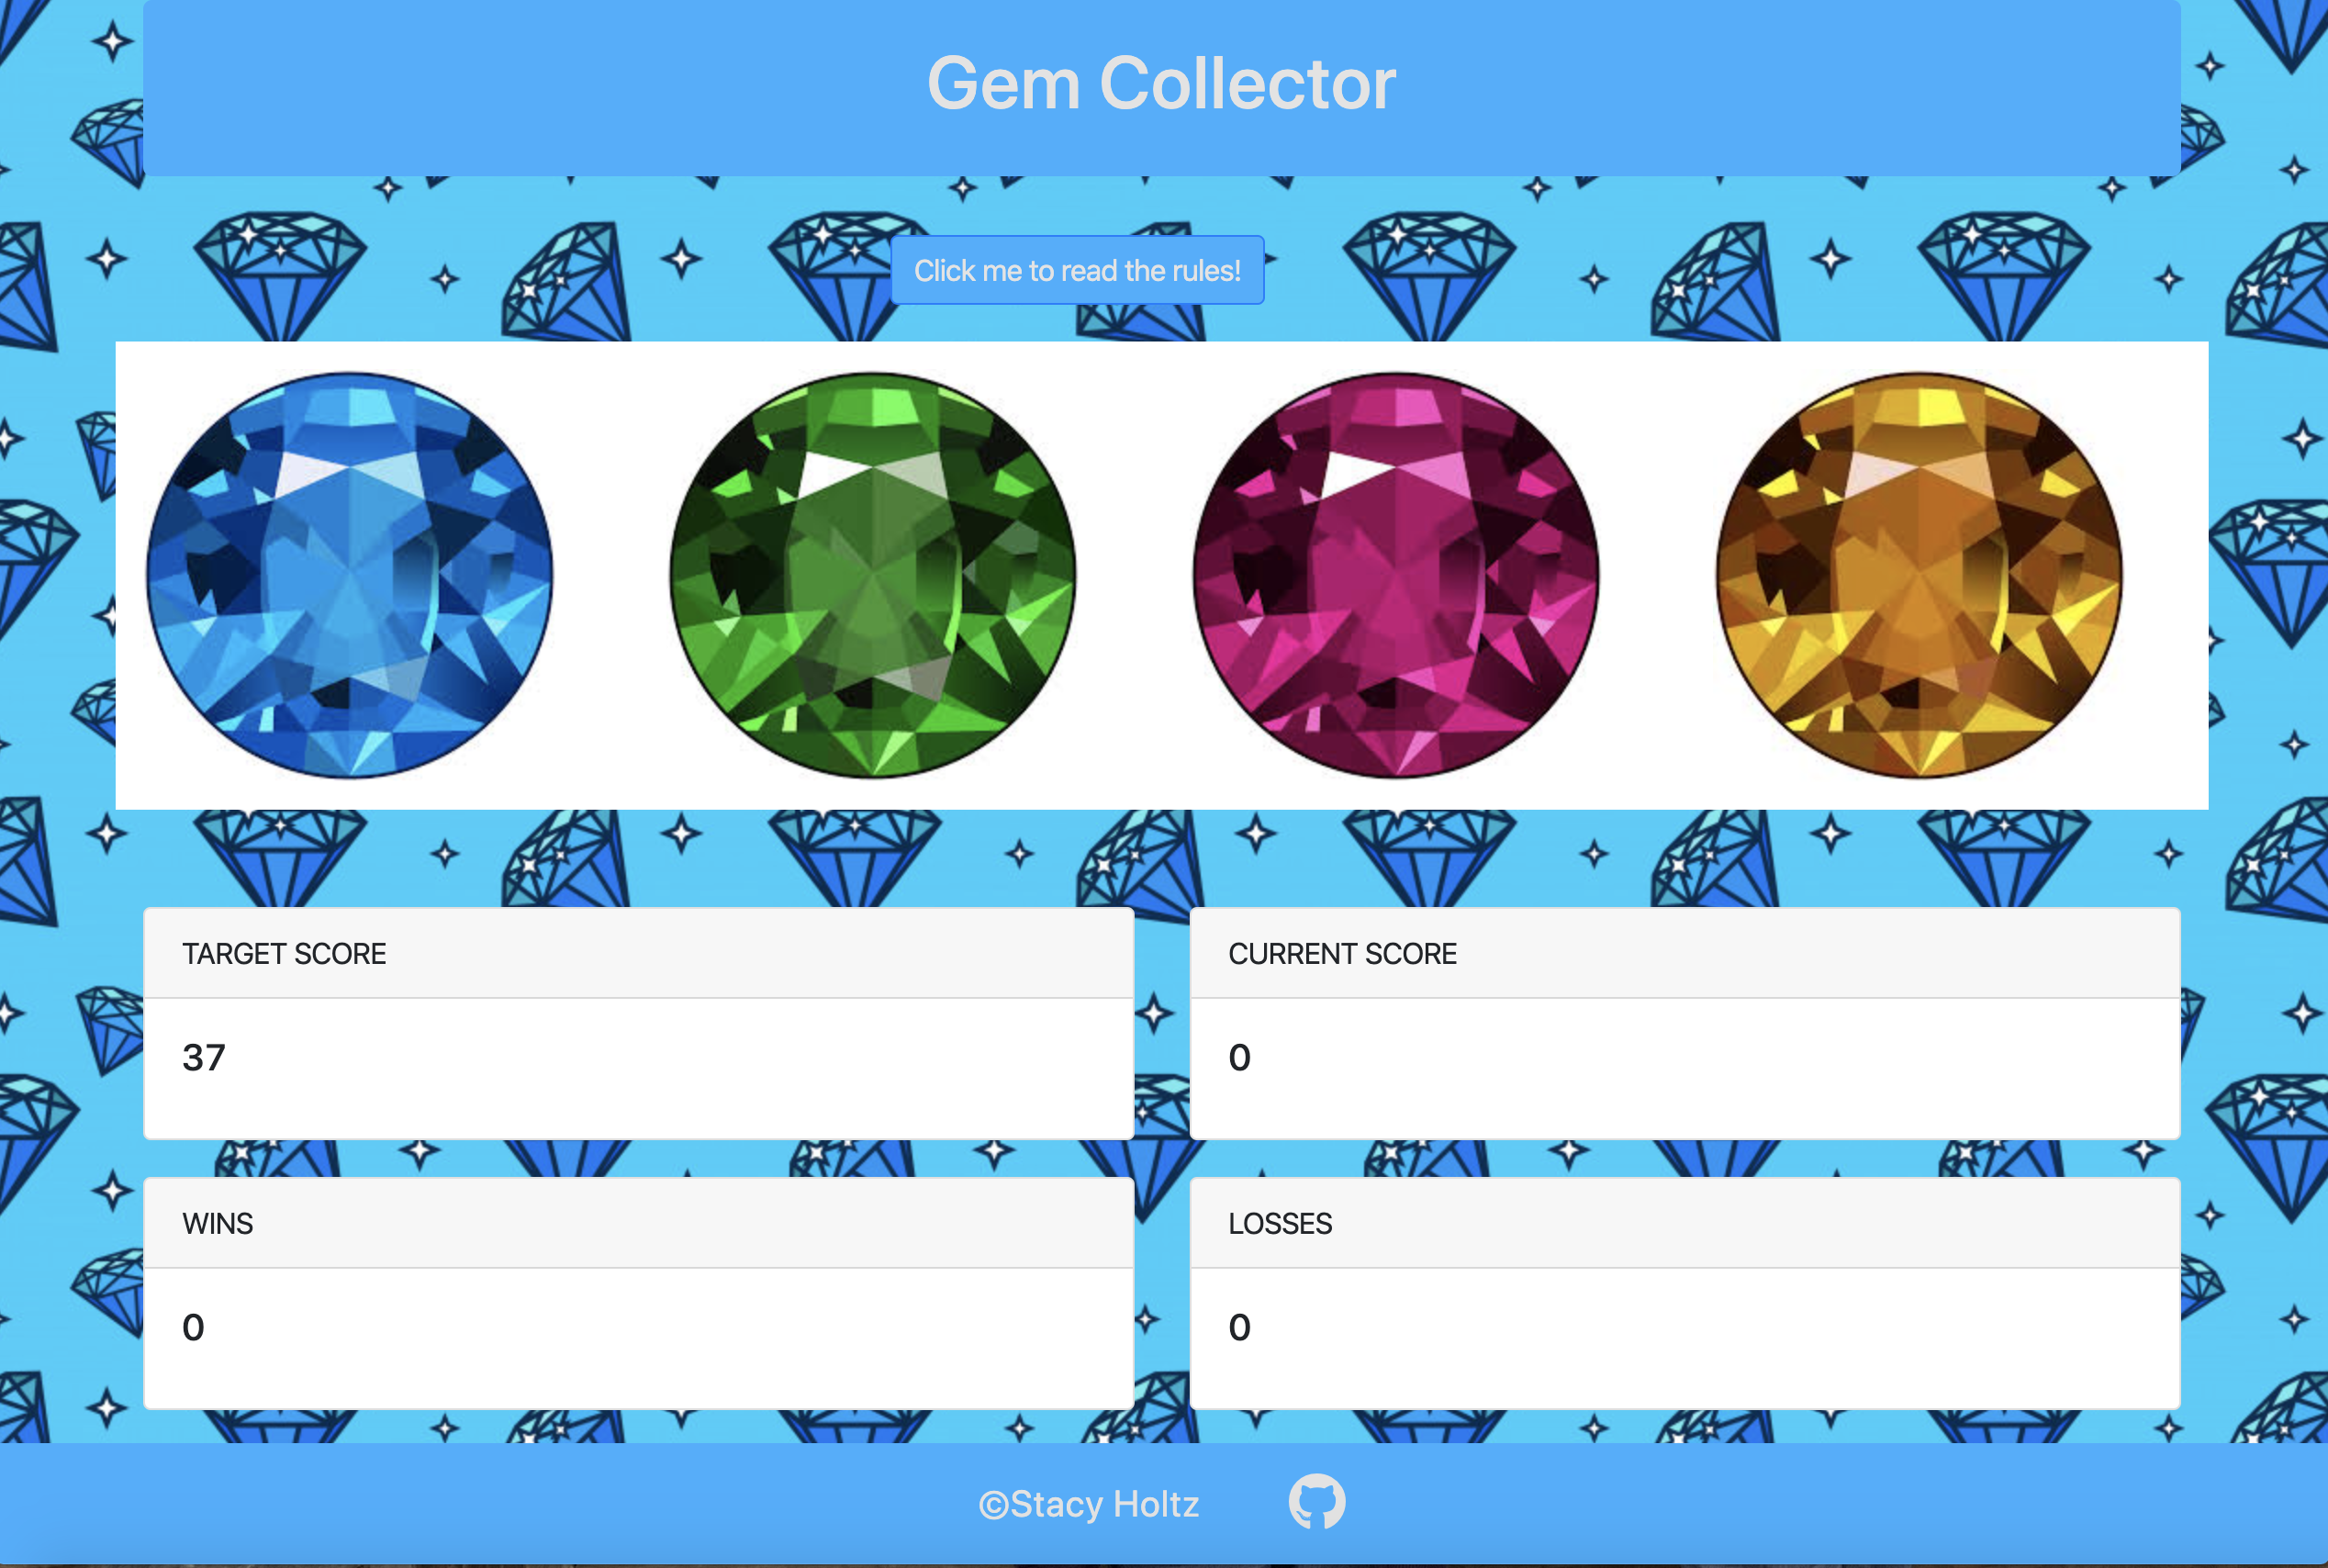 Gem Collector
Click me to read the rules!
TARGET SCORE
37
CURRENT SCORE
0
WINS
0
LOSSES
0
©Stacy Holtz